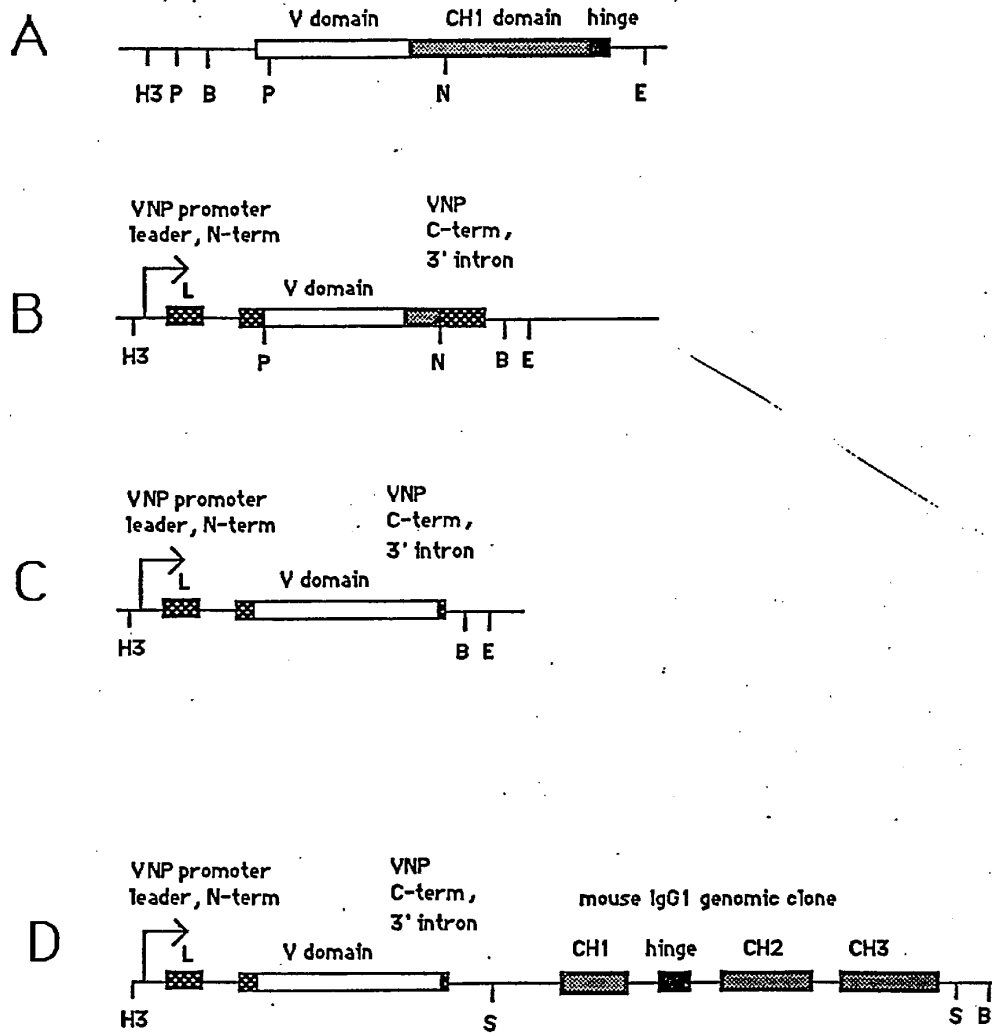 A
V domain CH1 domain hinge
H3 P B P N E
B
VNP promoter
leader, N-term
L
V domain
VNP
C-term,
3' intron
H3 P N B E
C
VNP promoter
leader, N-term
L
V domain
VNP
C-term,
3' intron
H3 B E
D
VNP promoter
leader, N-term
L
V domain
VNP
C-term,
3' intron
mouse IgG1 genomic clone
CH1 hinge CH2 CH3
H3 S S B